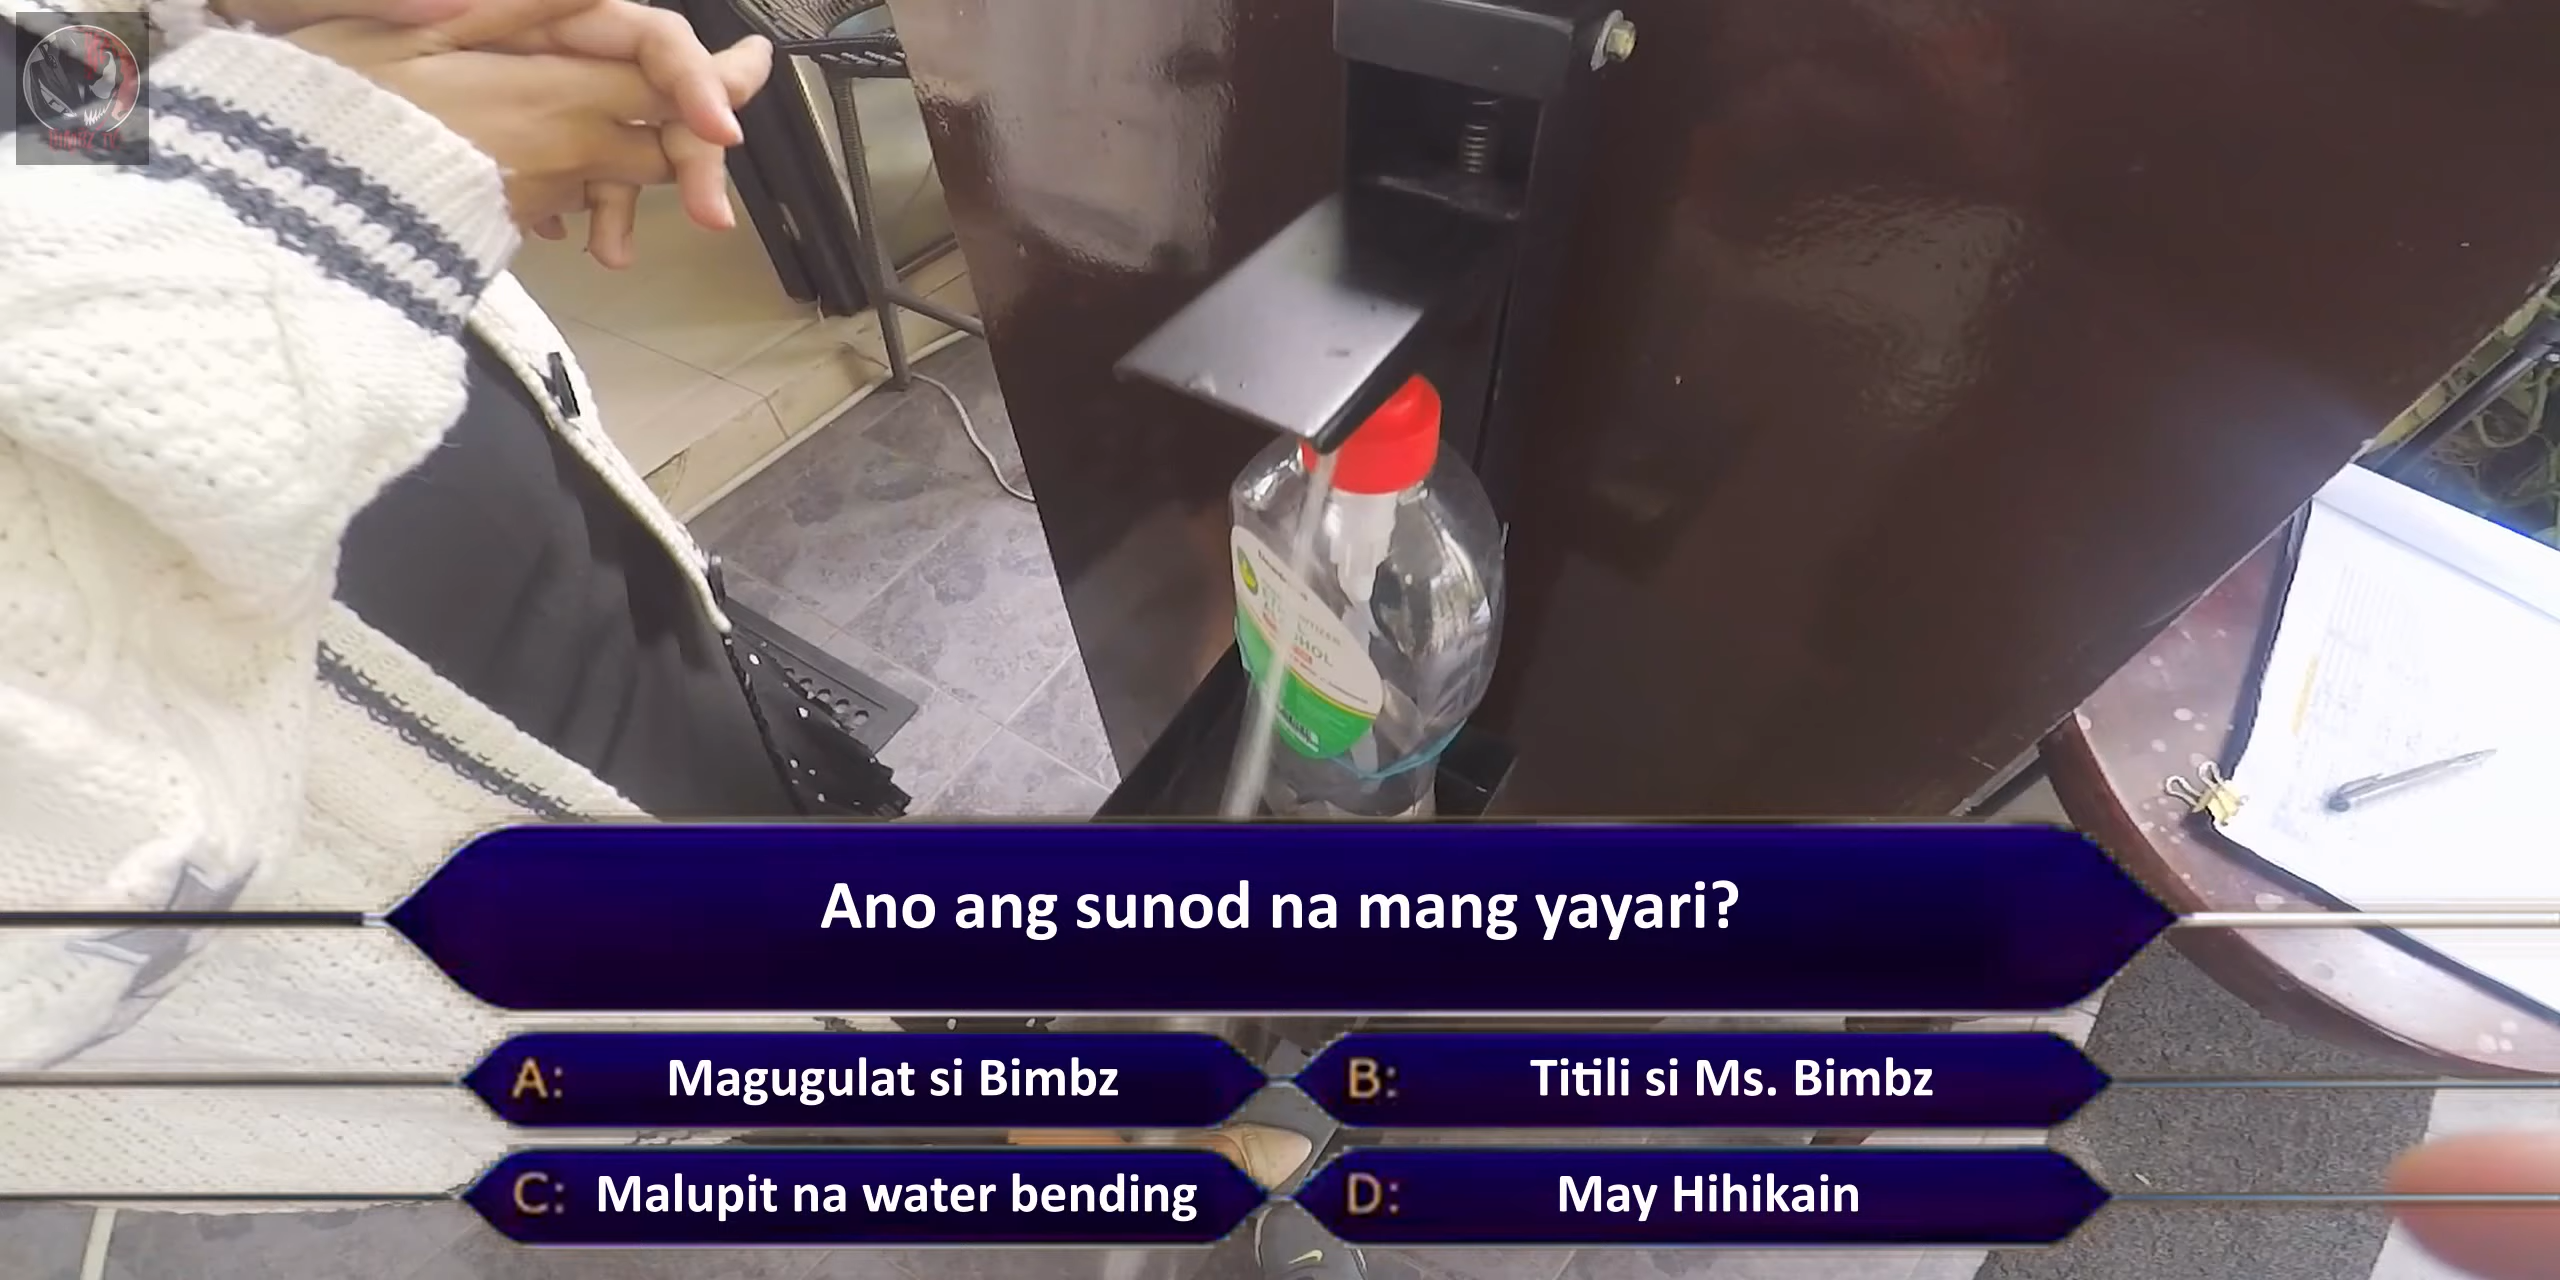 Ano ang sunod na mang yayari?
A: Magugulat si Bimbz
B: Titili si Ms. Bimbz
C: Malupit na water bending
D: May Hihikain